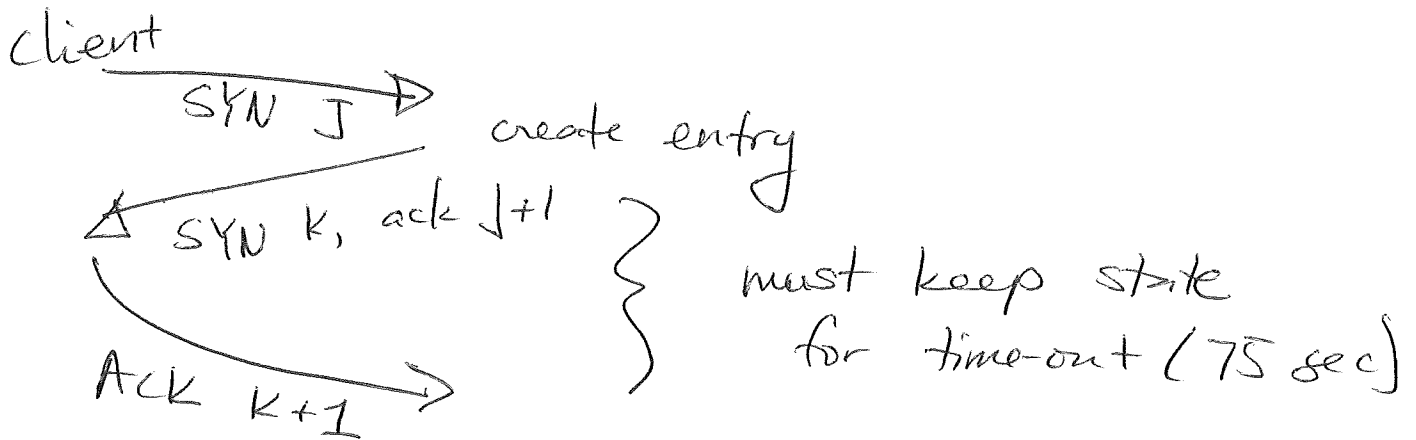 client
SYN J
create entry
SYN K, ack J+1
must keep state
for time-out (75 sec)
ACK K+1